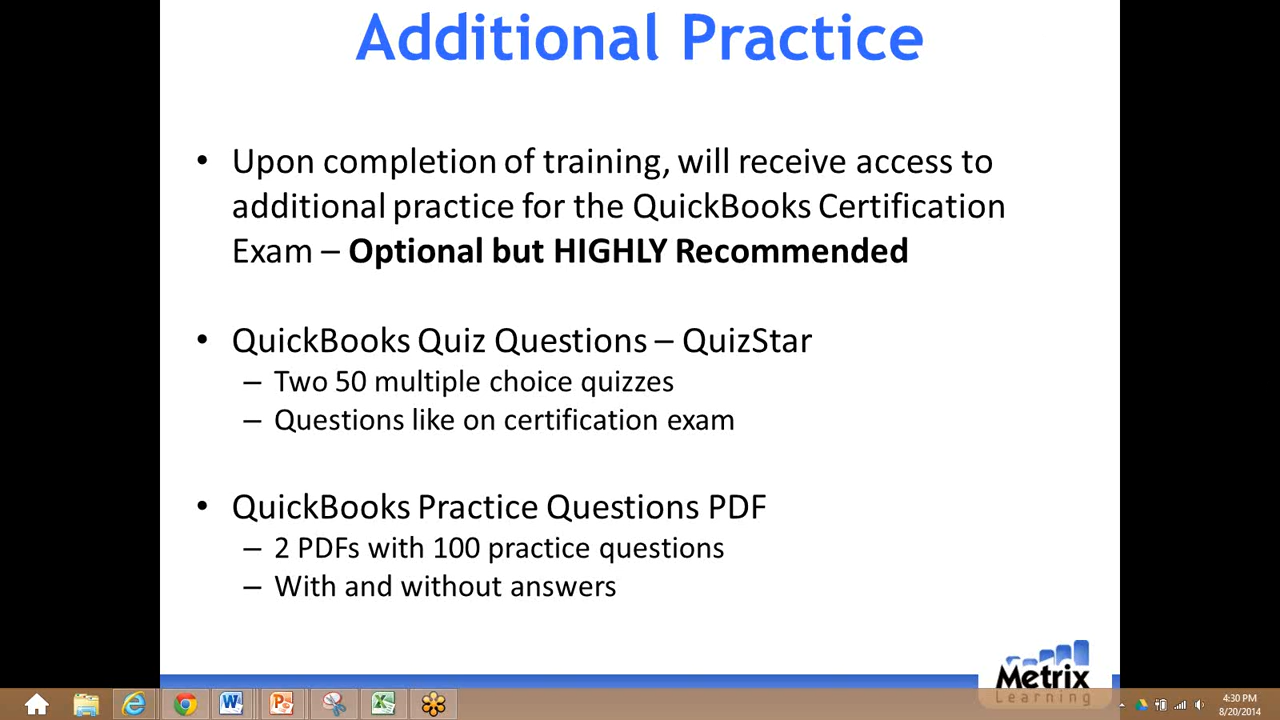 Additional Practice
• Upon completion of training, will receive access to
additional practice for the QuickBooks Certification
Exam – Optional but HIGHLY Recommended
• QuickBooks Quiz Questions – QuizStar
– Two 50 multiple choice quizzes
– Questions like on certification exam
• QuickBooks Practice Questions PDF
– 2 PDFs with 100 practice questions
– With and without answers
Metrix
Learning
4:30 PM
8/20/2014